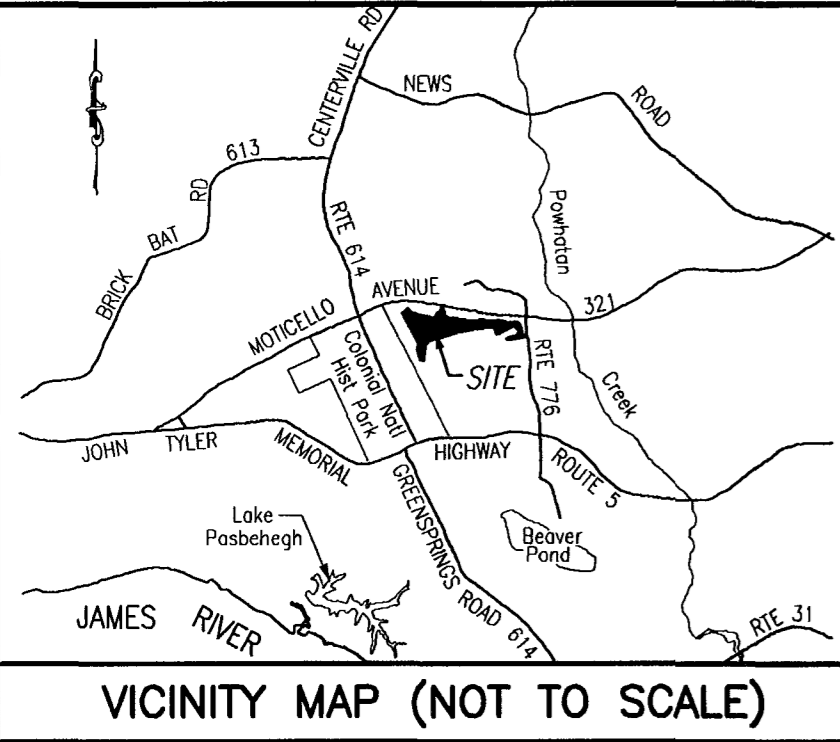 CENTERVILLE RD
NEWS ROAD
613
BRICK BAT RD
RTE 614
Powhatan Creek
MOTICELLO AVENUE
321
Colonial Natl
Hist Park
SITE
RTE 776
JOHN TYLER MEMORIAL HIGHWAY ROUTE 5
GREENSPRINGS ROAD 614
Lake
Pasbehegh
Beaver
Pond
JAMES RIVER
RTE 31
VICINITY MAP (NOT TO SCALE)